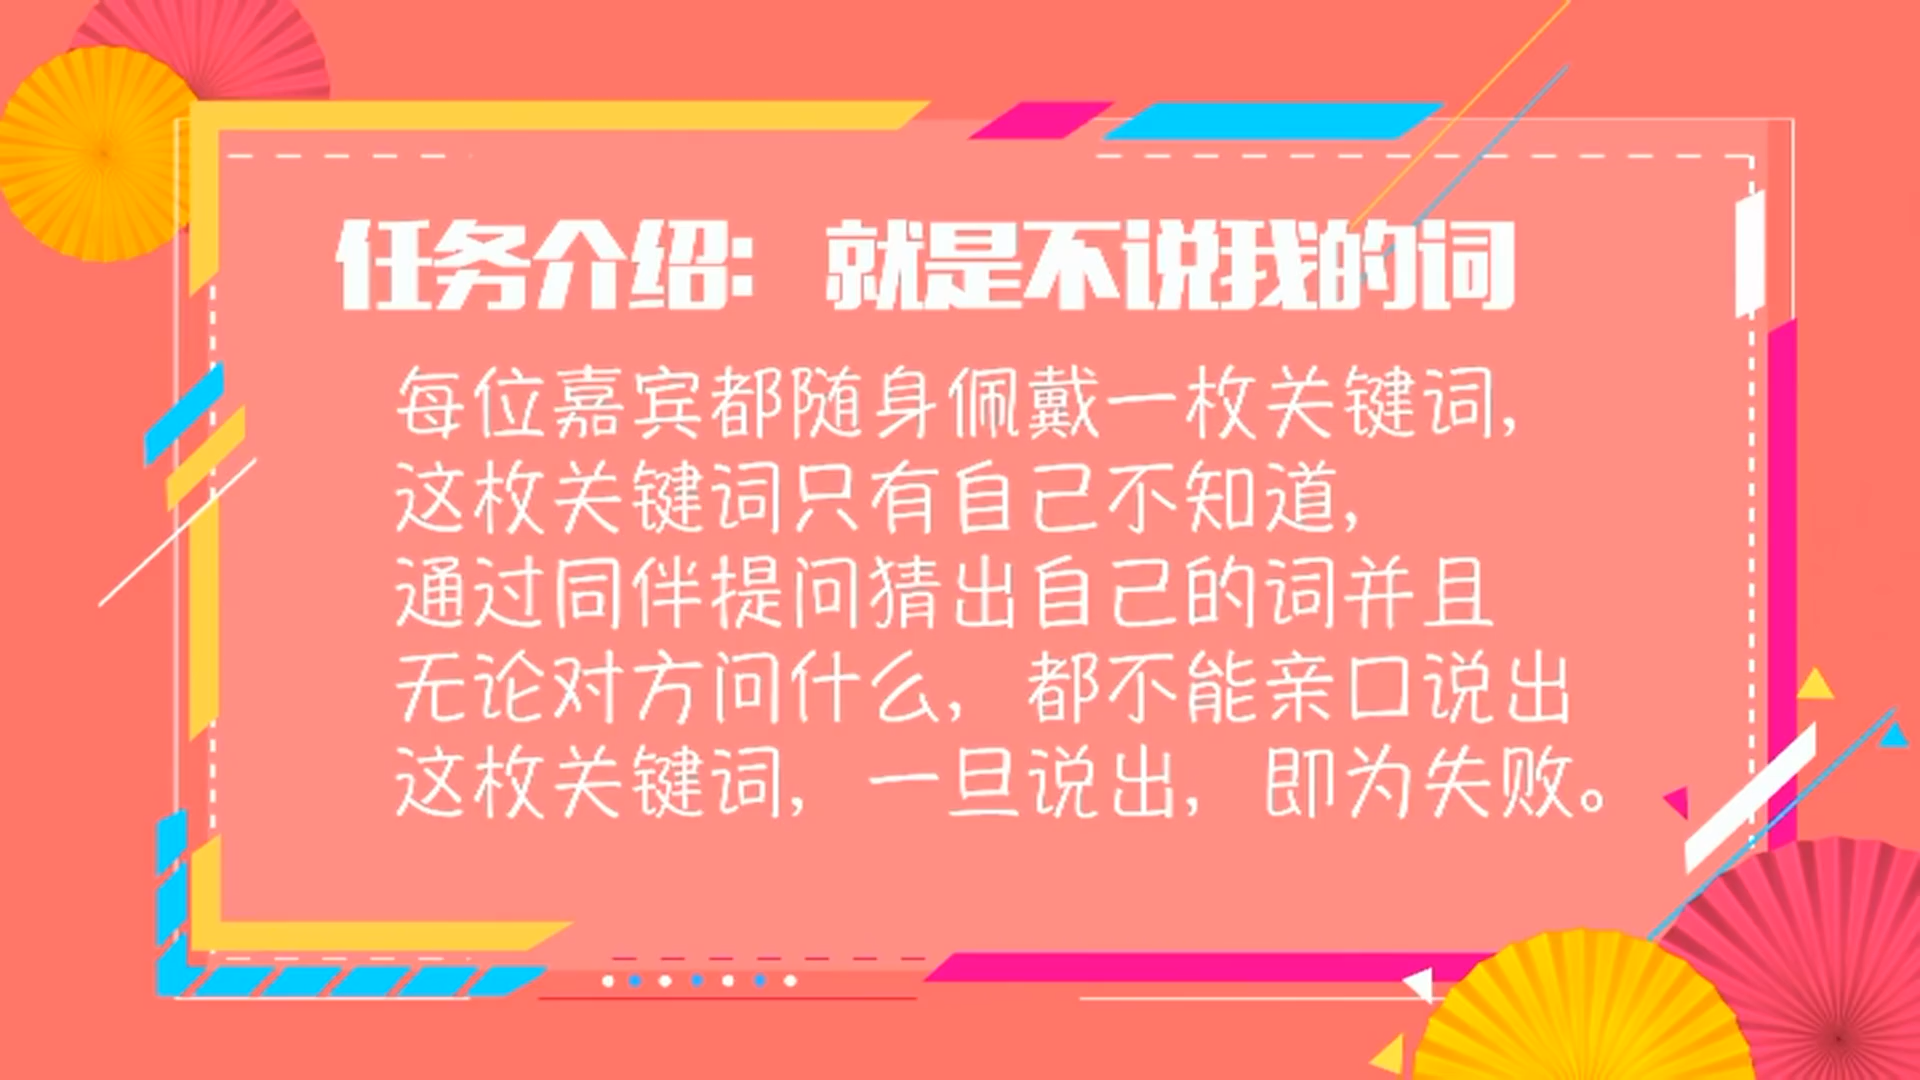 任务介绍：就是不说我的词
每位嘉宾都随身佩戴一枚关键词，
这枚关键词只有自己不知道，
通过同伴提问猜出自己的词并且
无论对方问什么，都不能亲口说出
这枚关键词，一旦说出，即为失败。